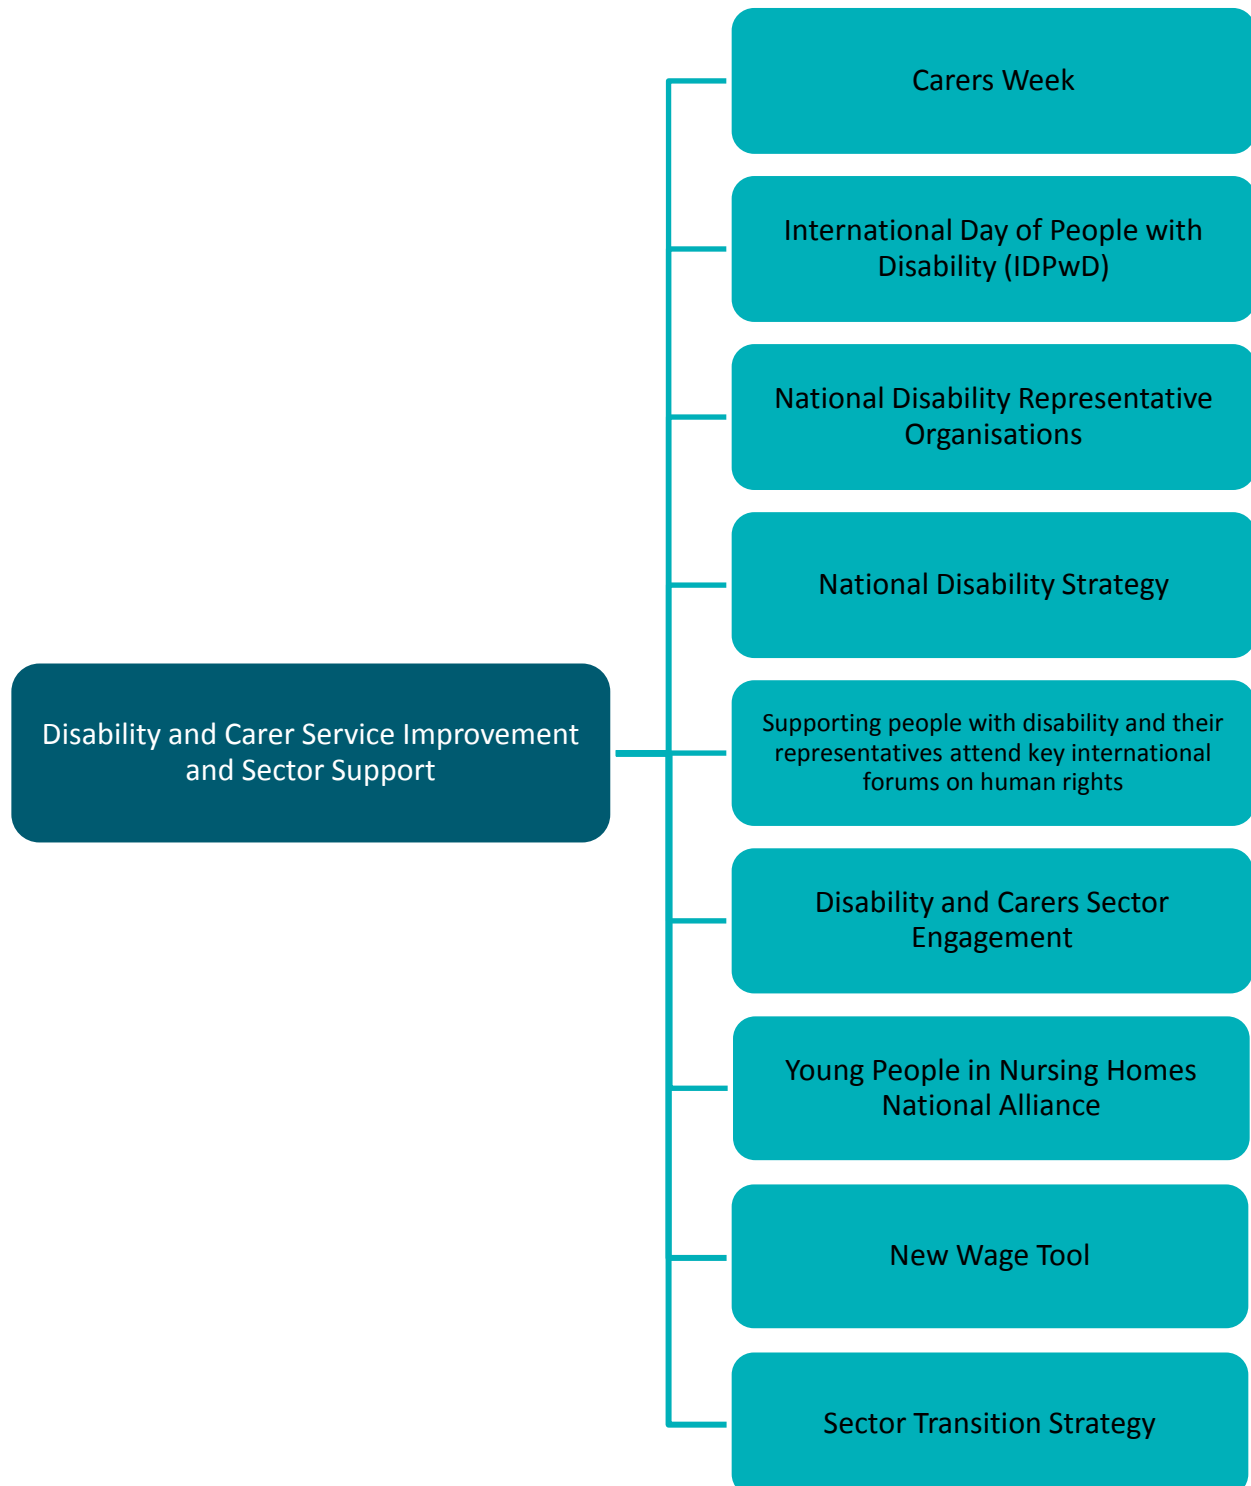 Carers Week
International Day of People with
Disability (IDPwD)
National Disability Representative
Organisations
National Disability Strategy
Disability and Carer Service Improvement
and Sector Support
Supporting people with disability and their
representatives attend key international
forums on human rights
Disability and Carers Sector
Engagement
Young People in Nursing Homes
National Alliance
New Wage Tool
Sector Transition Strategy